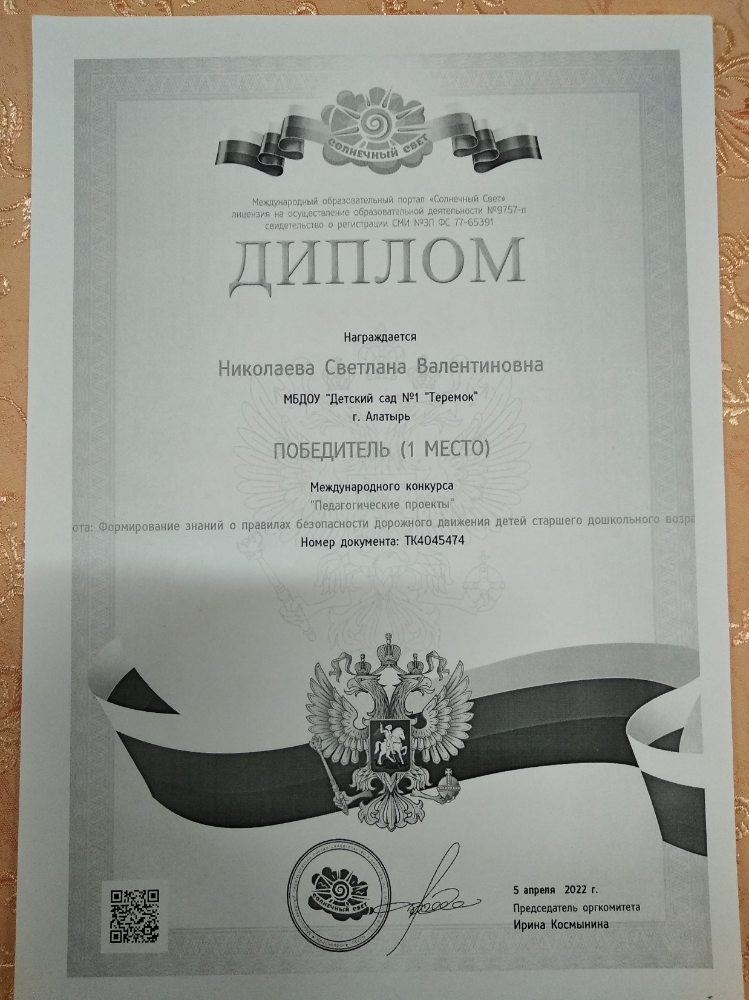 СОЛНЕЧНЫЙ СВЕТ
Международный образовательный портал «Солнечный Свет»
лицензия на осуществление образовательной деятельности №9757-л
свидетельство о регистрации СМИ №ЭЛ ФС 77-65391
ДИПЛОМ
Награждается
Николаева Светлана Валентиновна
МБДОУ "Детский сад №1 "Теремок"
г. Алатырь
ПОБЕДИТЕЛЬ (1 МЕСТО)
Международного конкурса
"Педагогические проекты"
ота: Формирование знаний о правилах безопасности дорожного движения детей старшего дошкольного возра
Номер документа: ТК4045474
СОЛНЕЧНЫЙ СВЕТ
5 апреля 2022 г.
Председатель оргкомитета
Ирина Космынина